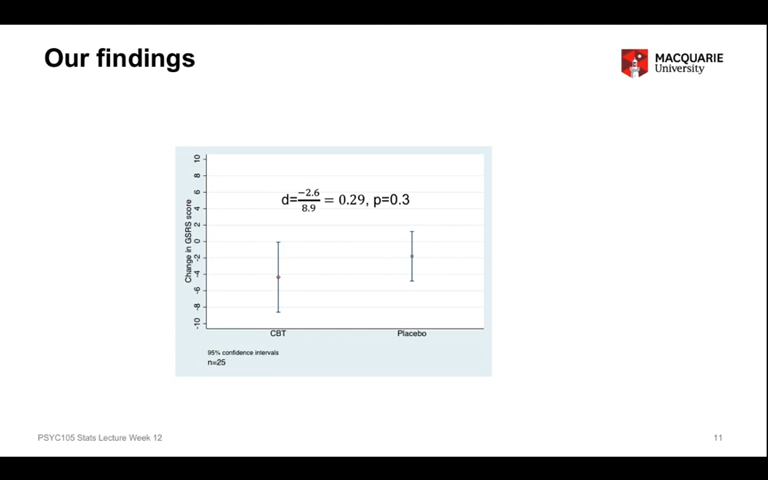 Our findings
MACQUARIE
University
10
8
6
4
2
0
-2
-4
-6
-8
-10
Change in GSRS score
d=−2.6/8.9 = 0.29, p=0.3
CBT
Placebo
95% confidence intervals
n=25
PSYC105 Stats Lecture Week 12
11